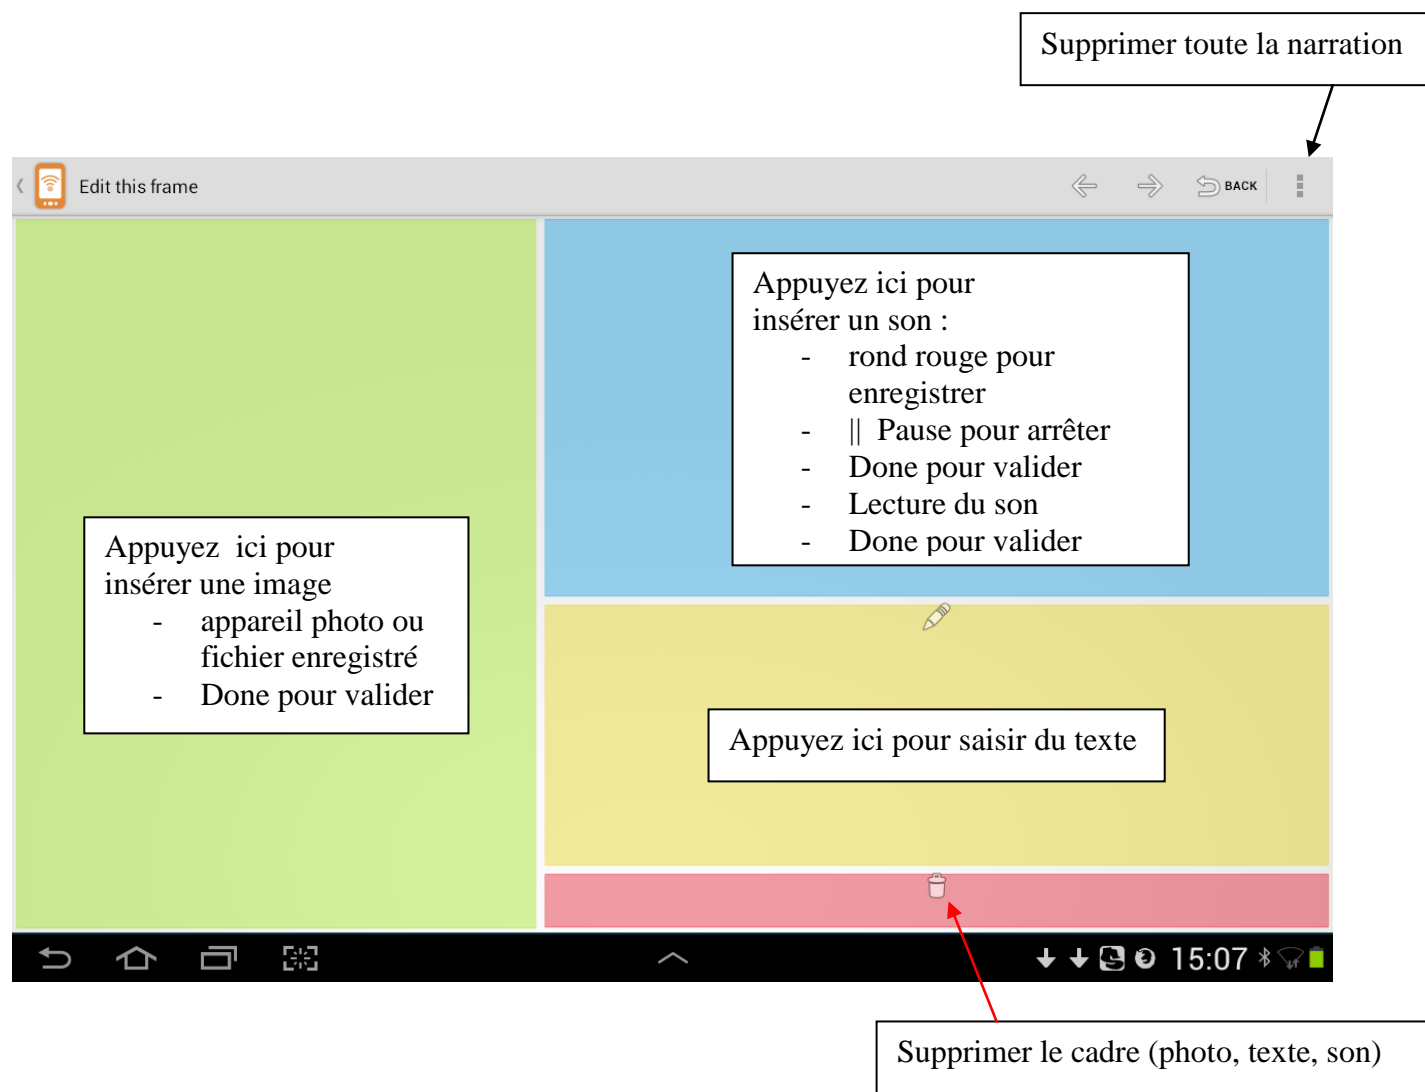 Supprimer toute la narration
Edit this frame
BACK
Appuyez ici pour
insérer un son :
- rond rouge pour
enregistrer
- || Pause pour arrêter
- Done pour valider
- Lecture du son
- Done pour valider
Appuyez ici pour
insérer une image
- appareil photo ou
fichier enregistré
- Done pour valider
Appuyez ici pour saisir du texte
15:07
Supprimer le cadre (photo, texte, son)